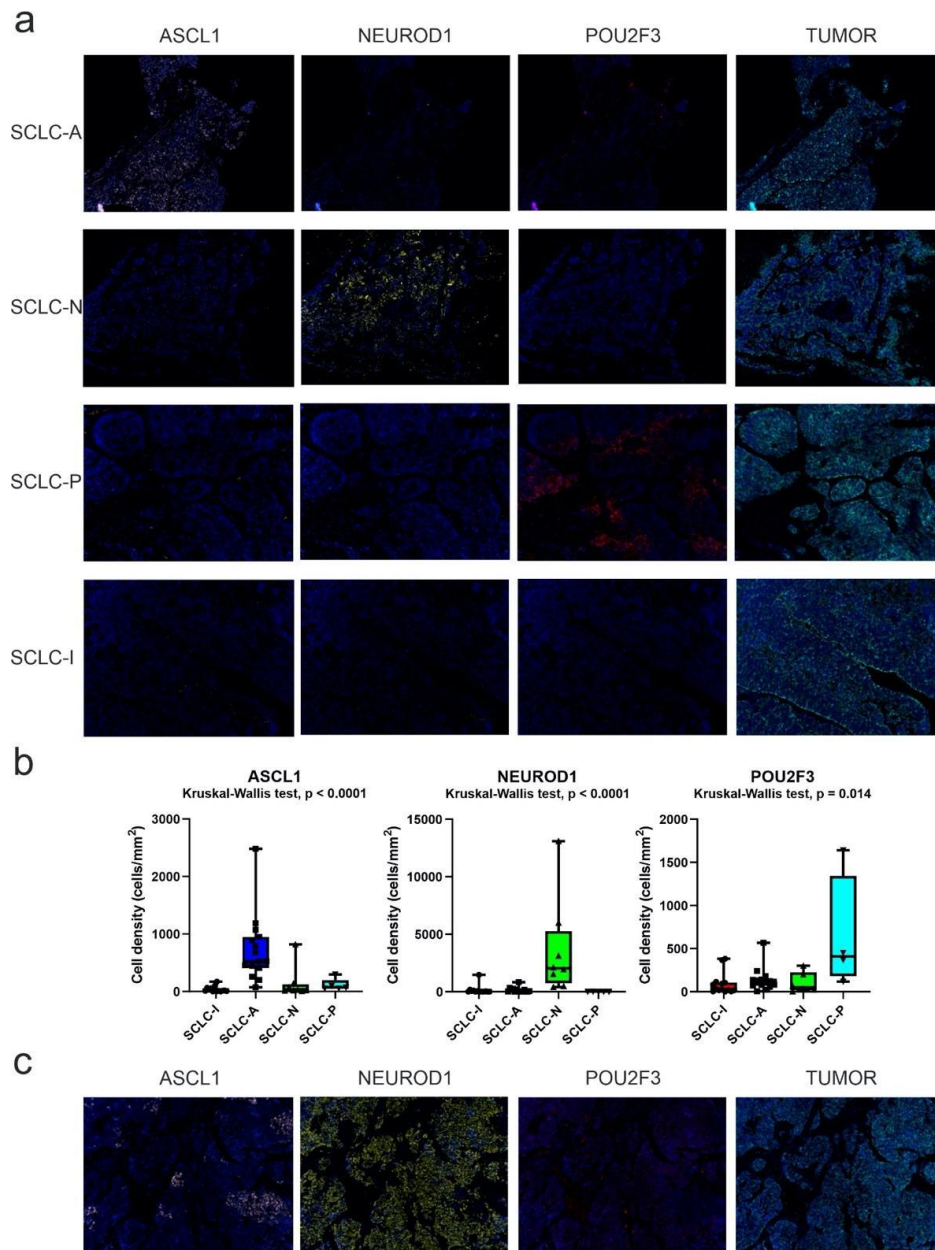 a
ASCL1 NEUROD1 POU2F3 TUMOR
SCLC-A
SCLC-N
SCLC-P
SCLC-I
b
ASCL1
Kruskal-Wallis test, p < 0.0001
Cell density (cells/mm²)
3000
2000
1000
0
SCLC-I SCLC-A SCLC-N SCLC-P
NEUROD1
Kruskal-Wallis test, p < 0.0001
Cell density (cells/mm²)
15000
10000
5000
0
SCLC-I SCLC-A SCLC-N SCLC-P
POU2F3
Kruskal-Wallis test, p = 0.014
Cell density (cells/mm²)
2000
1500
1000
500
0
SCLC-I SCLC-A SCLC-N SCLC-P
c
ASCL1 NEUROD1 POU2F3 TUMOR